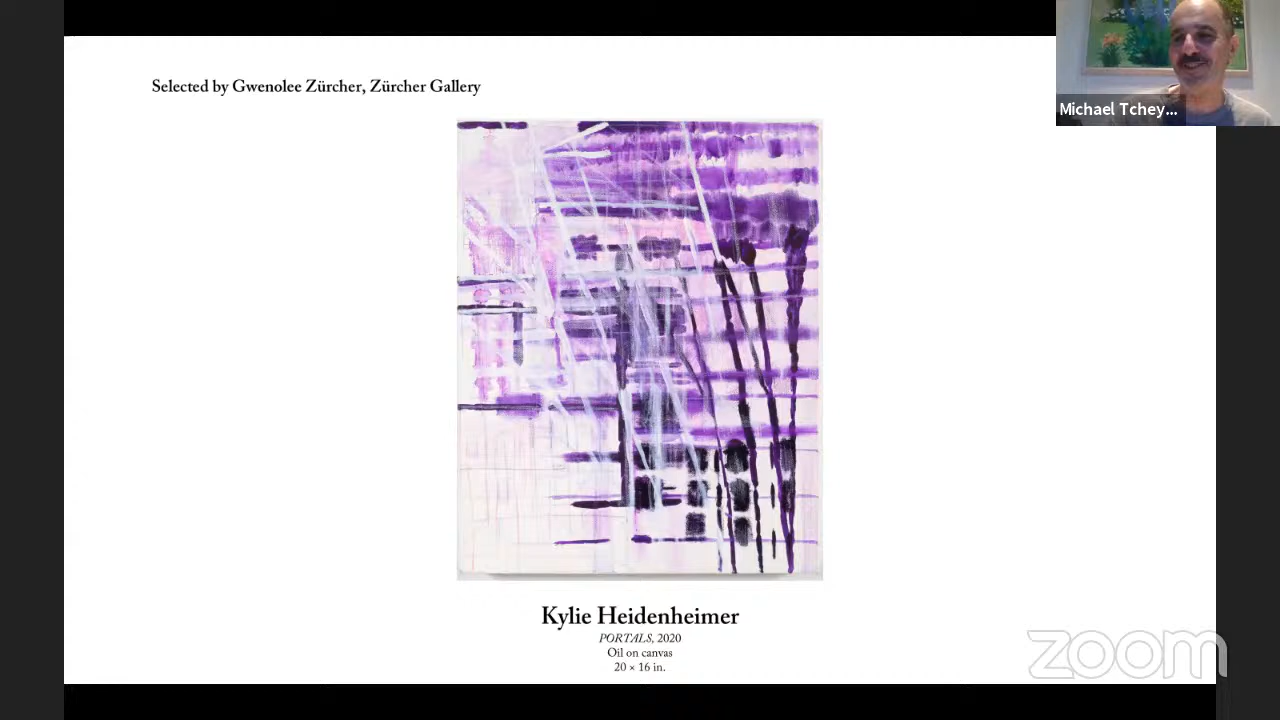 Selected by Gwenolee Zürcher, Zürcher Gallery
Michael Tchey...
Kylie Heidenheimer
PORTALS, 2020
Oil on canvas
20 × 16 in.
zoom